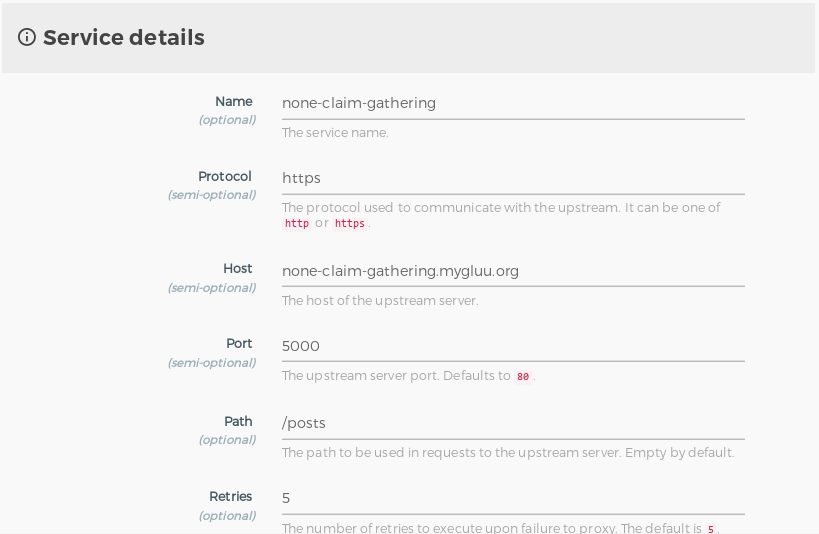 Service details
Name
(optional)
none-claim-gathering
The service name.
Protocol
(semi-optional)
https
The protocol used to communicate with the upstream. It can be one of
http or https.
Host
(semi-optional)
none-claim-gathering.mygluu.org
The host of the upstream server.
Port
(semi-optional)
5000
The upstream server port. Defaults to 80.
Path
(optional)
/posts
The path to be used in requests to the upstream server. Empty by default.
Retries
(optional)
5
The number of retries to execute upon failure to proxy. The default is 5.